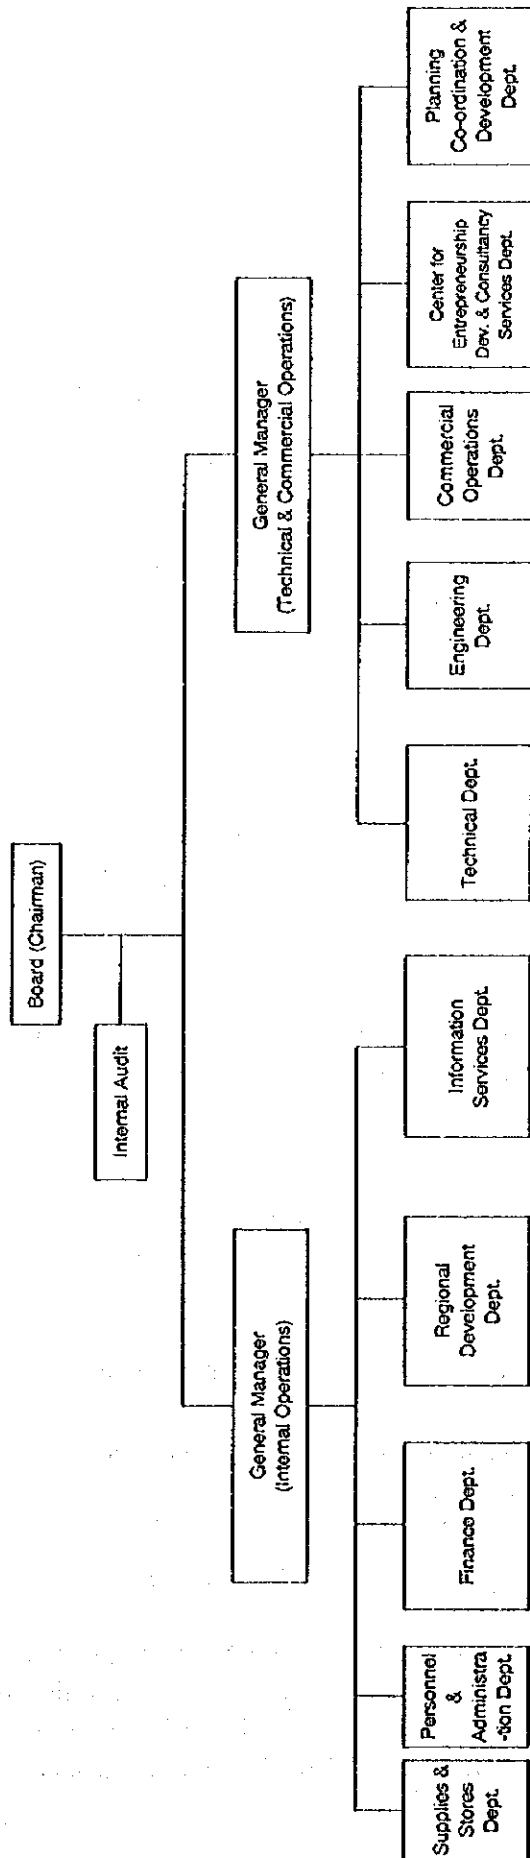 Board (Chairman)
Internal Audit
General Manager
(Internal Operations)
General Manager
(Technical & Commercial Operations)
Supplies &
Stores
Dept.
Personnel
&
Administra
-tion Dept.
Finance Dept.
Regional
Development
Dept.
Information
Services Dept.
Technical Dept.
Engineering
Dept.
Commercial
Operations
Dept.
Center for
Entrepreneurship
Dev. & Consultancy
Services Dept.
Planning
Co-ordination &
Development
Dept.